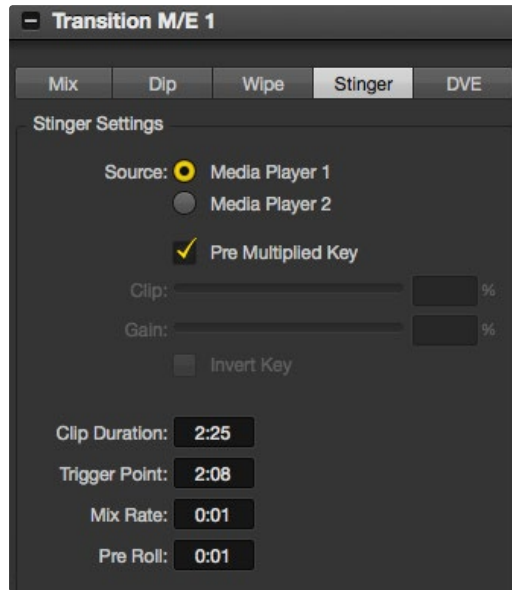 Transition M/E 1
Mix Dip Wipe Stinger DVE
Stinger Settings
Source: Media Player 1
Media Player 2
Pre Multiplied Key
Clip: %
Gain: %
Invert Key
Clip Duration: 2:25
Trigger Point: 2:08
Mix Rate: 0:01
Pre Roll: 0:01